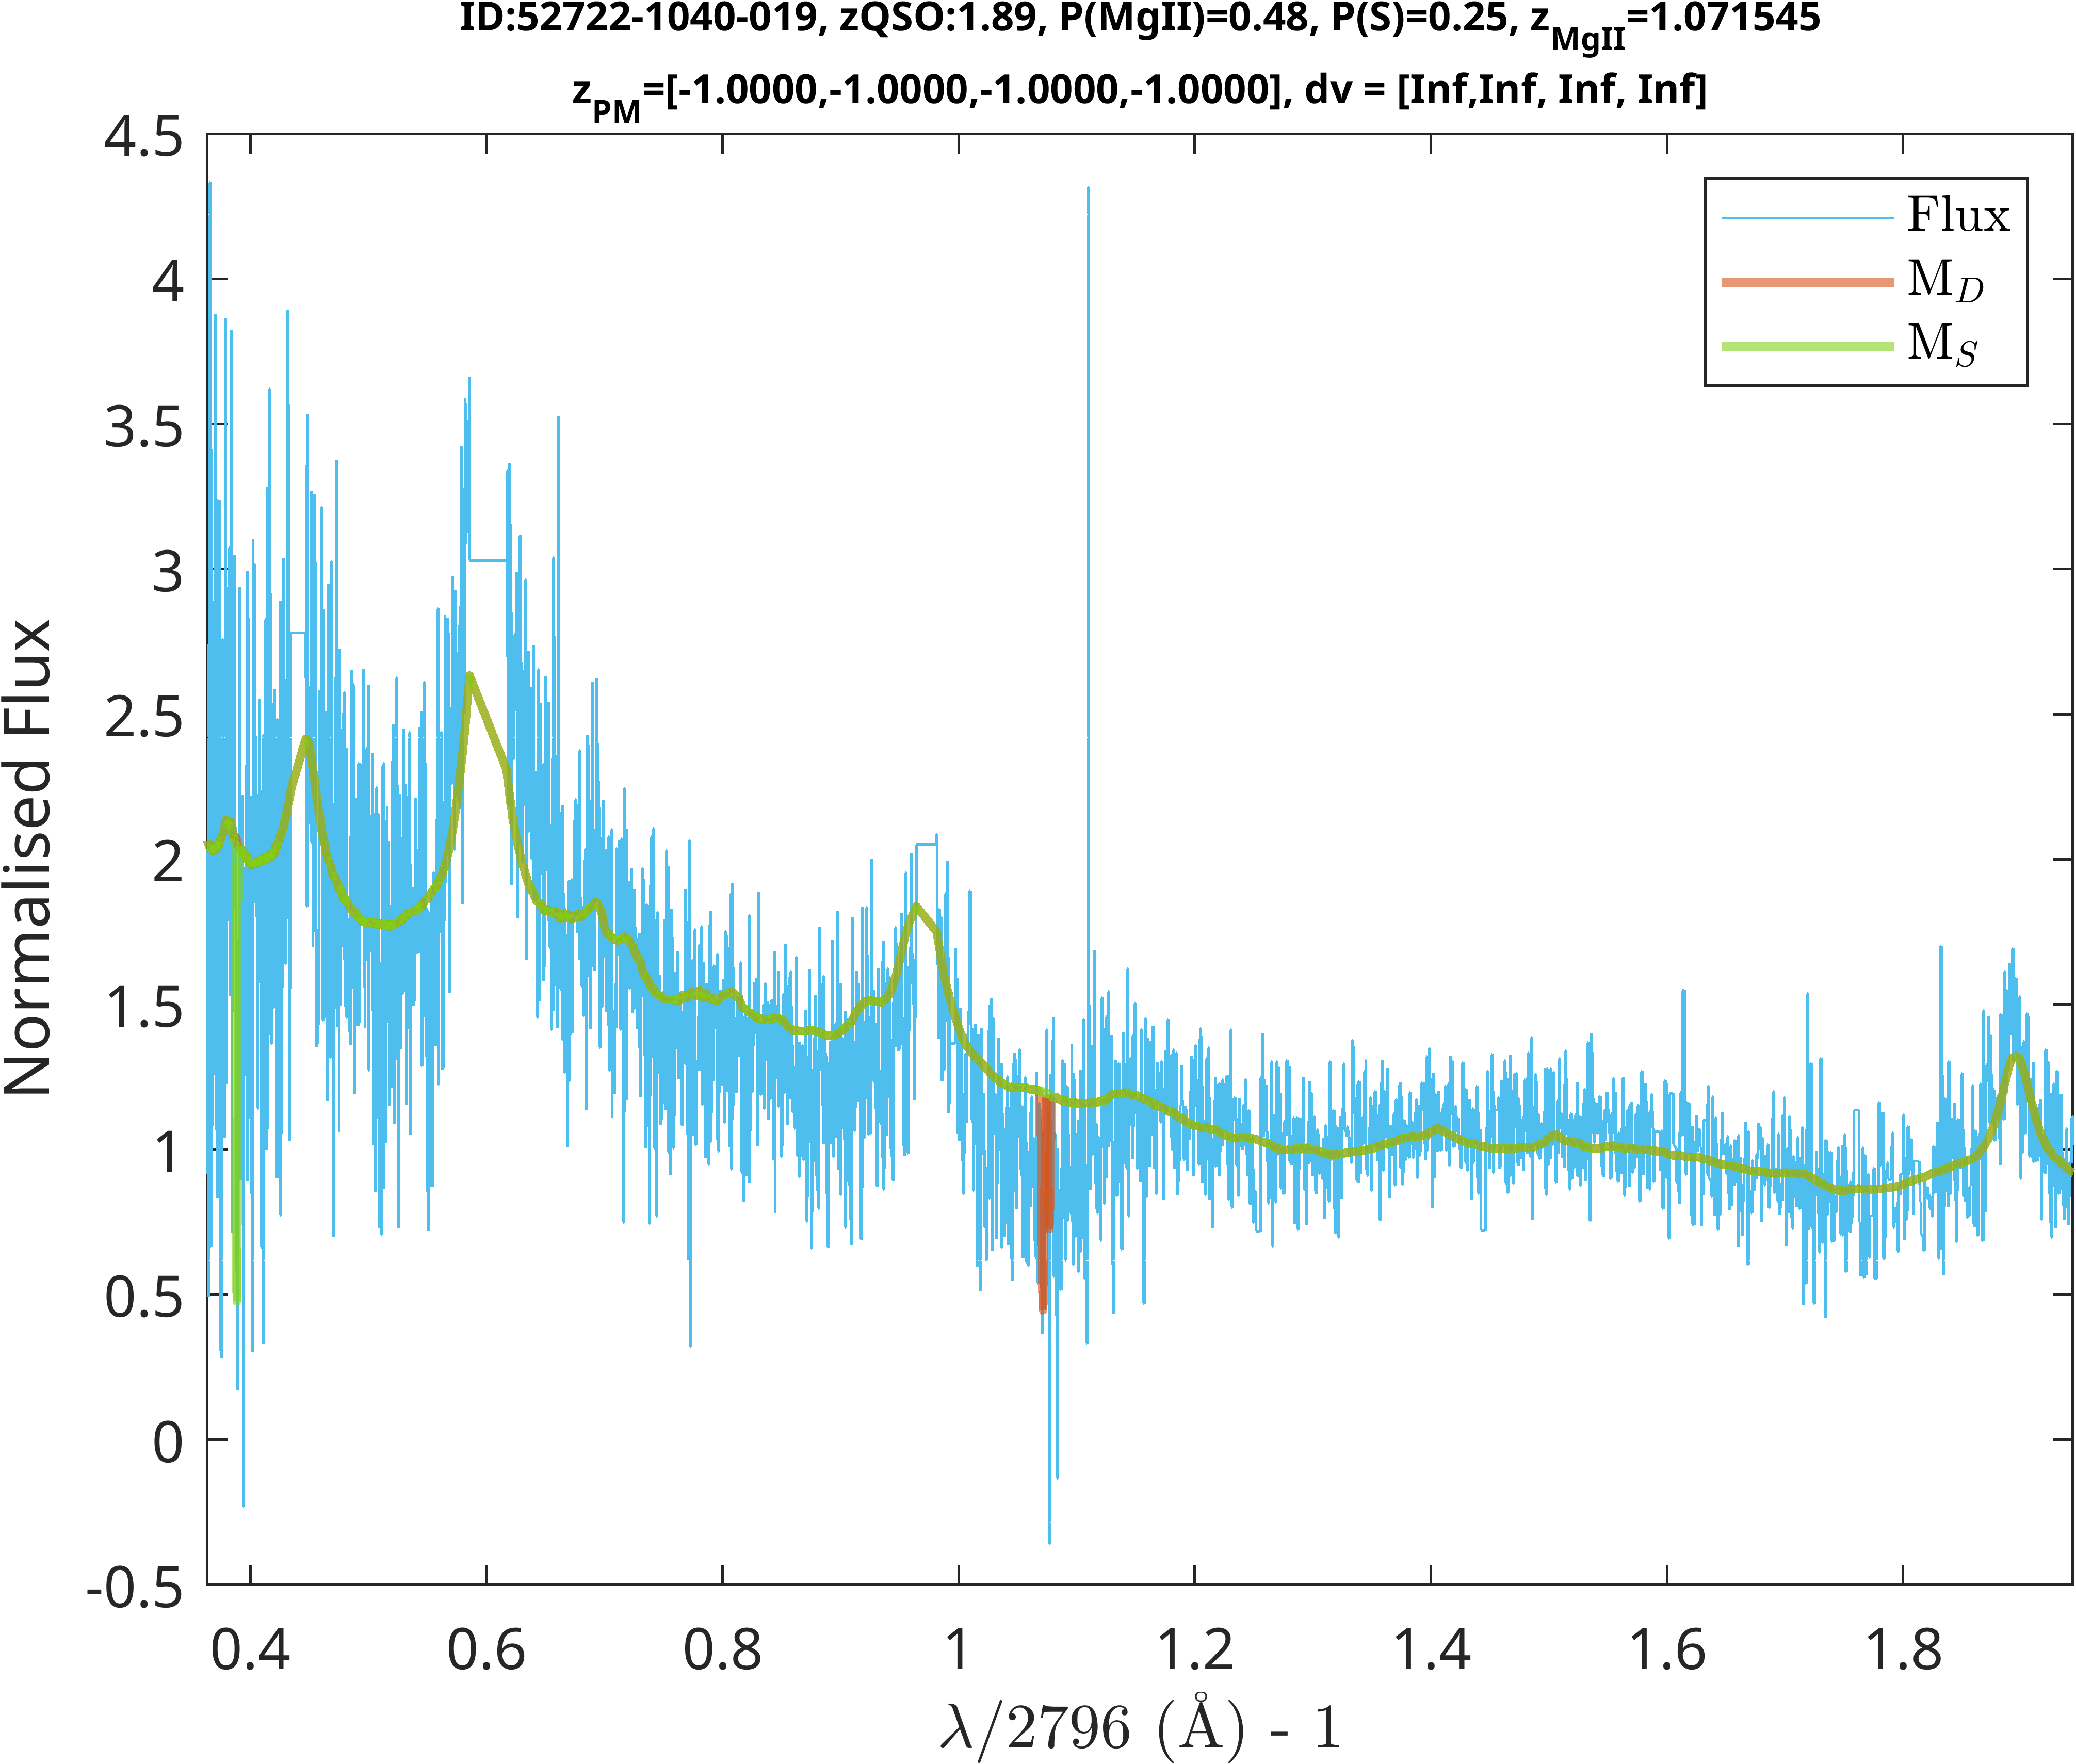 ID:52722-1040-019, zQSO:1.89, P(MgII)=0.48, P(S)=0.25, zMgII=1.071545
zPM=[-1.0000,-1.0000,-1.0000,-1.0000], dv = [Inf,Inf, Inf, Inf]
4.5
4
3.5
3
2.5
2
1.5
1
0.5
0
-0.5
Normalised Flux
Flux
MD
MS
0.4 0.6 0.8 1 1.2 1.4 1.6 1.8
λ/2796 (Å) - 1